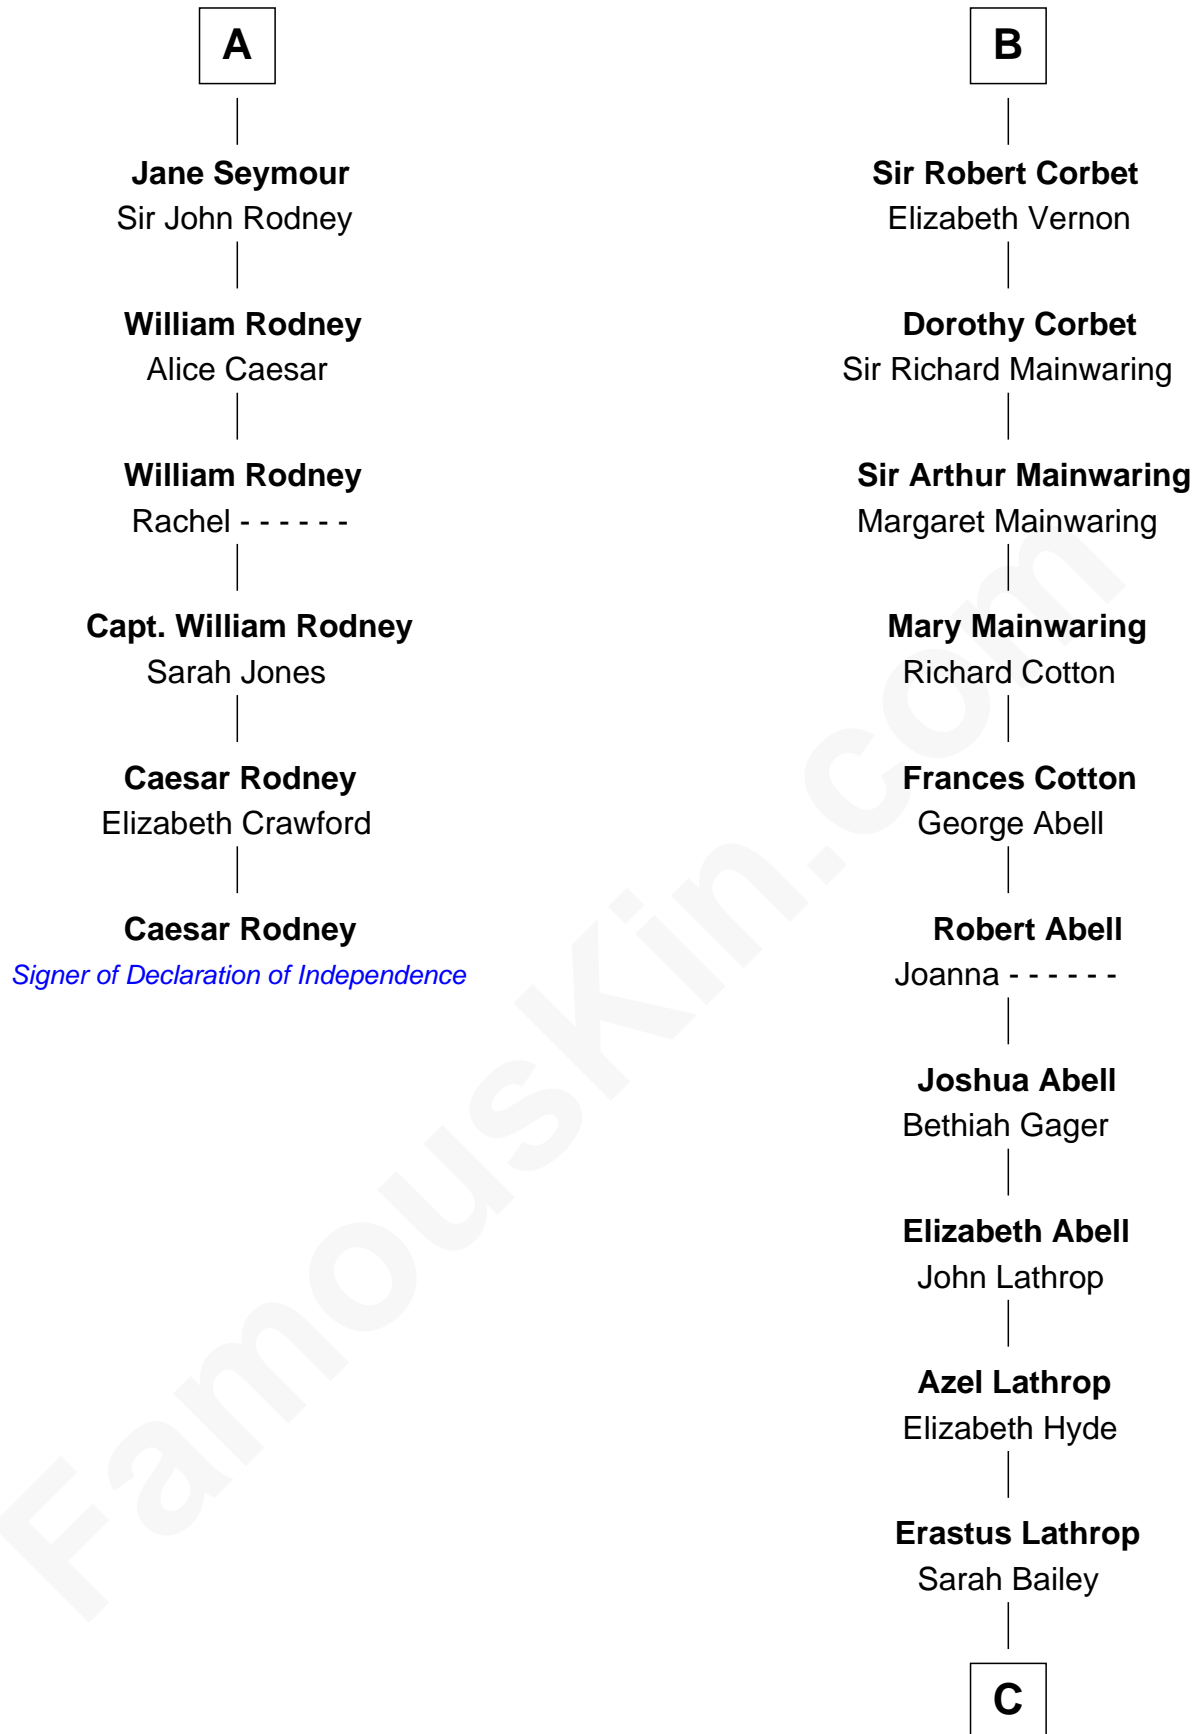 A
Jane Seymour
Sir John Rodney
William Rodney
Alice Caesar
William Rodney
Rachel - - - - - -
Capt. William Rodney
Sarah Jones
Caesar Rodney
Elizabeth Crawford
Caesar Rodney
Signer of Declaration of Independence
B
Sir Robert Corbet
Elizabeth Vernon
Dorothy Corbet
Sir Richard Mainwaring
Sir Arthur Mainwaring
Margaret Mainwaring
Mary Mainwaring
Richard Cotton
Frances Cotton
George Abell
Robert Abell
Joanna - - - - - -
Joshua Abell
Bethiah Gager
Elizabeth Abell
John Lathrop
Azel Lathrop
Elizabeth Hyde
Erastus Lathrop
Sarah Bailey
C
FamousKin.com